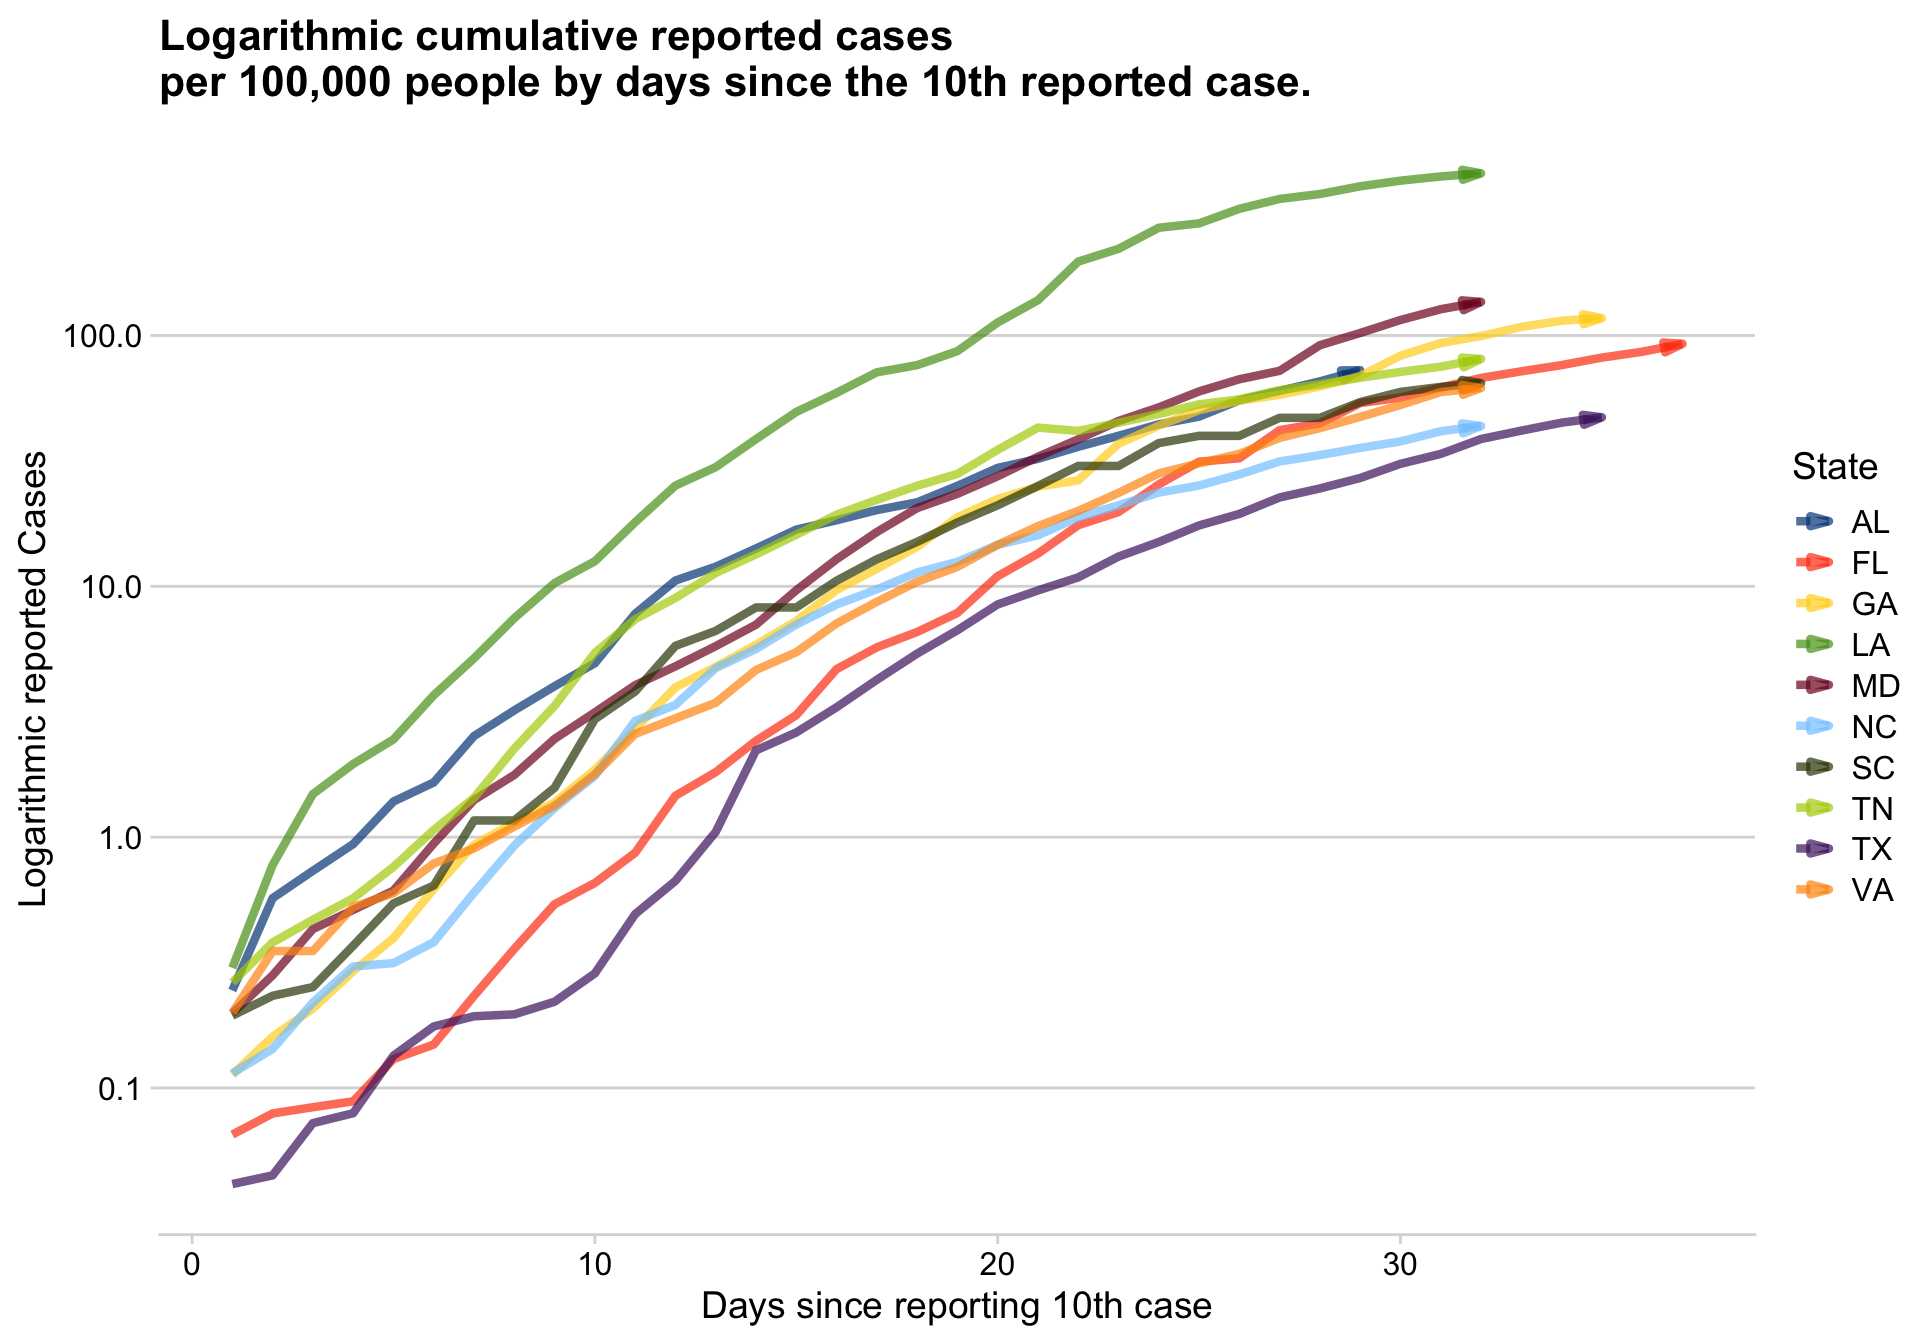 Logarithmic cumulative reported cases
per 100,000 people by days since the 10th reported case.
Logarithmic reported Cases
100.0
10.0
1.0
0.1
0
10
20
30
Days since reporting 10th case
State
AL
FL
GA
LA
MD
NC
SC
TN
TX
VA